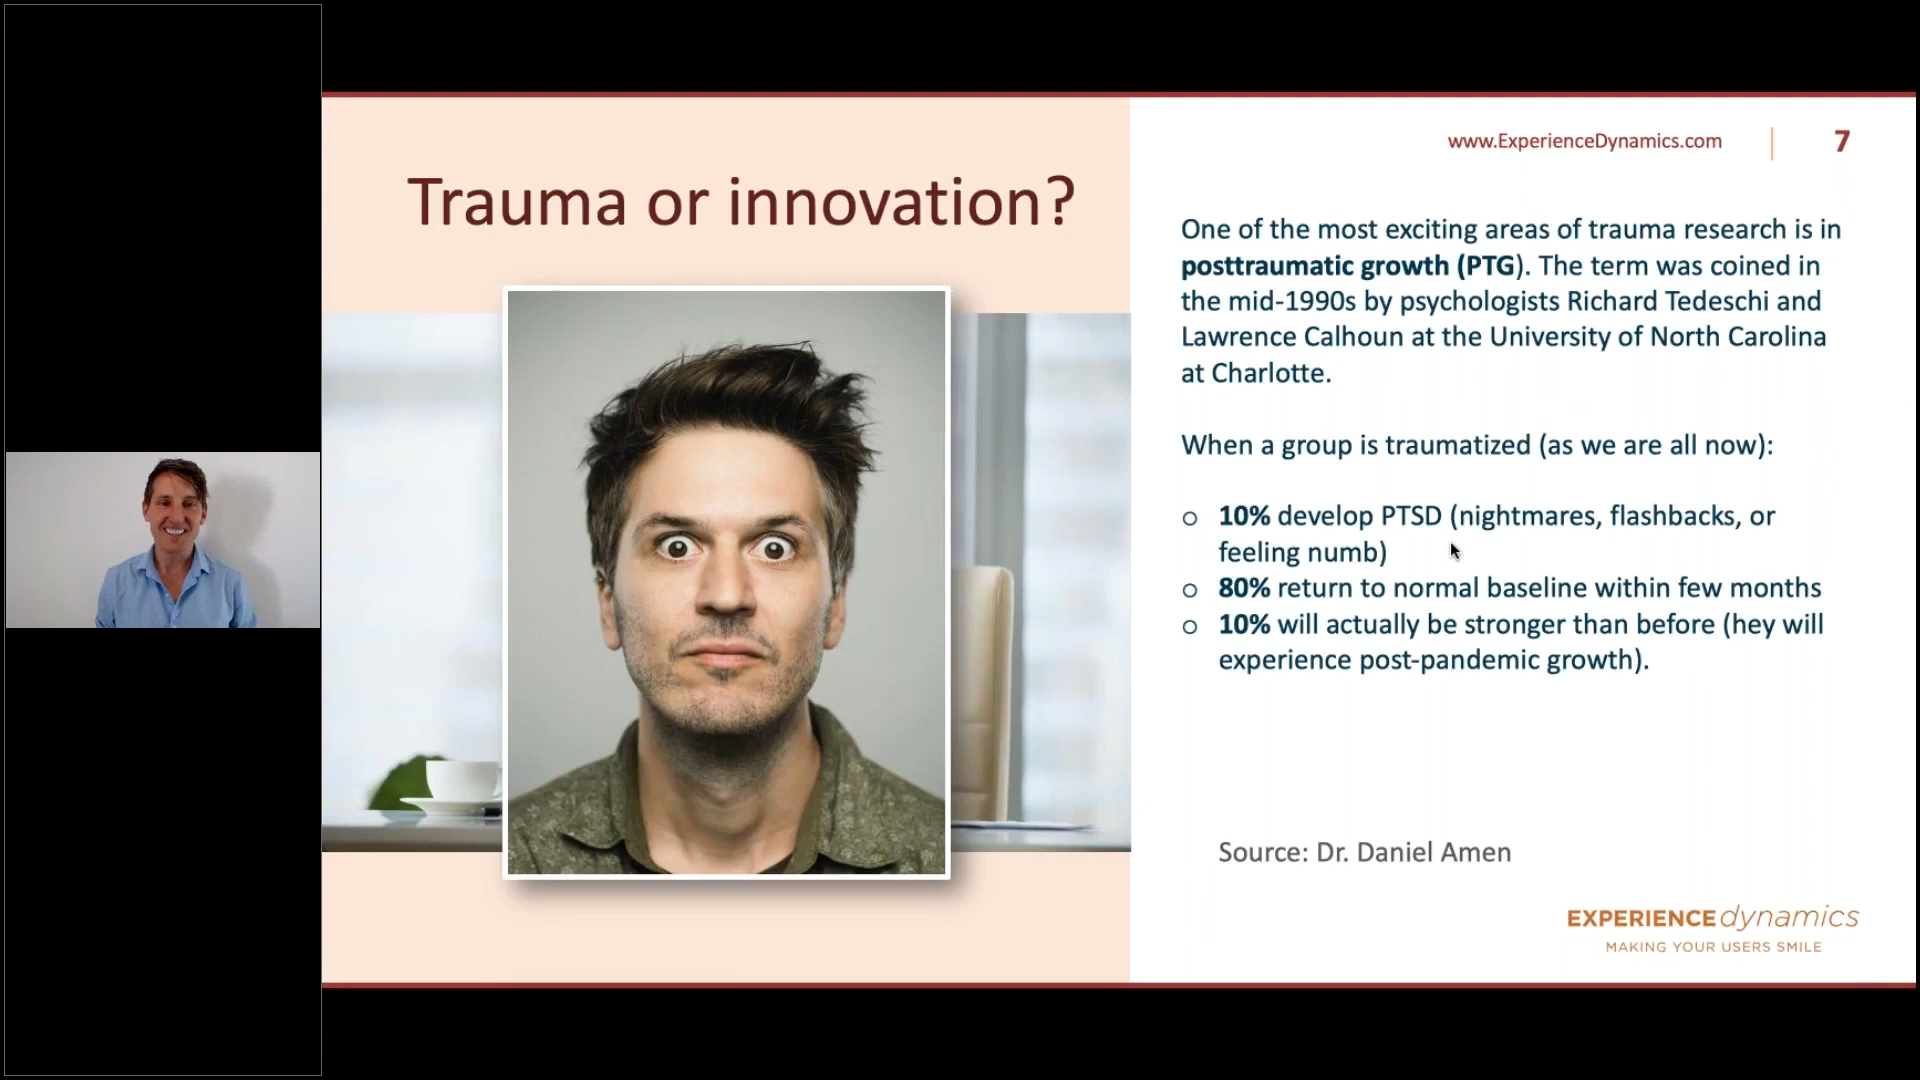 Trauma or innovation?
www.ExperienceDynamics.com
7
One of the most exciting areas of trauma research is in
posttraumatic growth (PTG). The term was coined in
the mid-1990s by psychologists Richard Tedeschi and
Lawrence Calhoun at the University of North Carolina
at Charlotte.
When a group is traumatized (as we are all now):
o 10% develop PTSD (nightmares, flashbacks, or
feeling numb)
o 80% return to normal baseline within few months
o 10% will actually be stronger than before (hey will
experience post-pandemic growth).
Source: Dr. Daniel Amen
EXPERIENCE dynamics
MAKING YOUR USERS SMILE